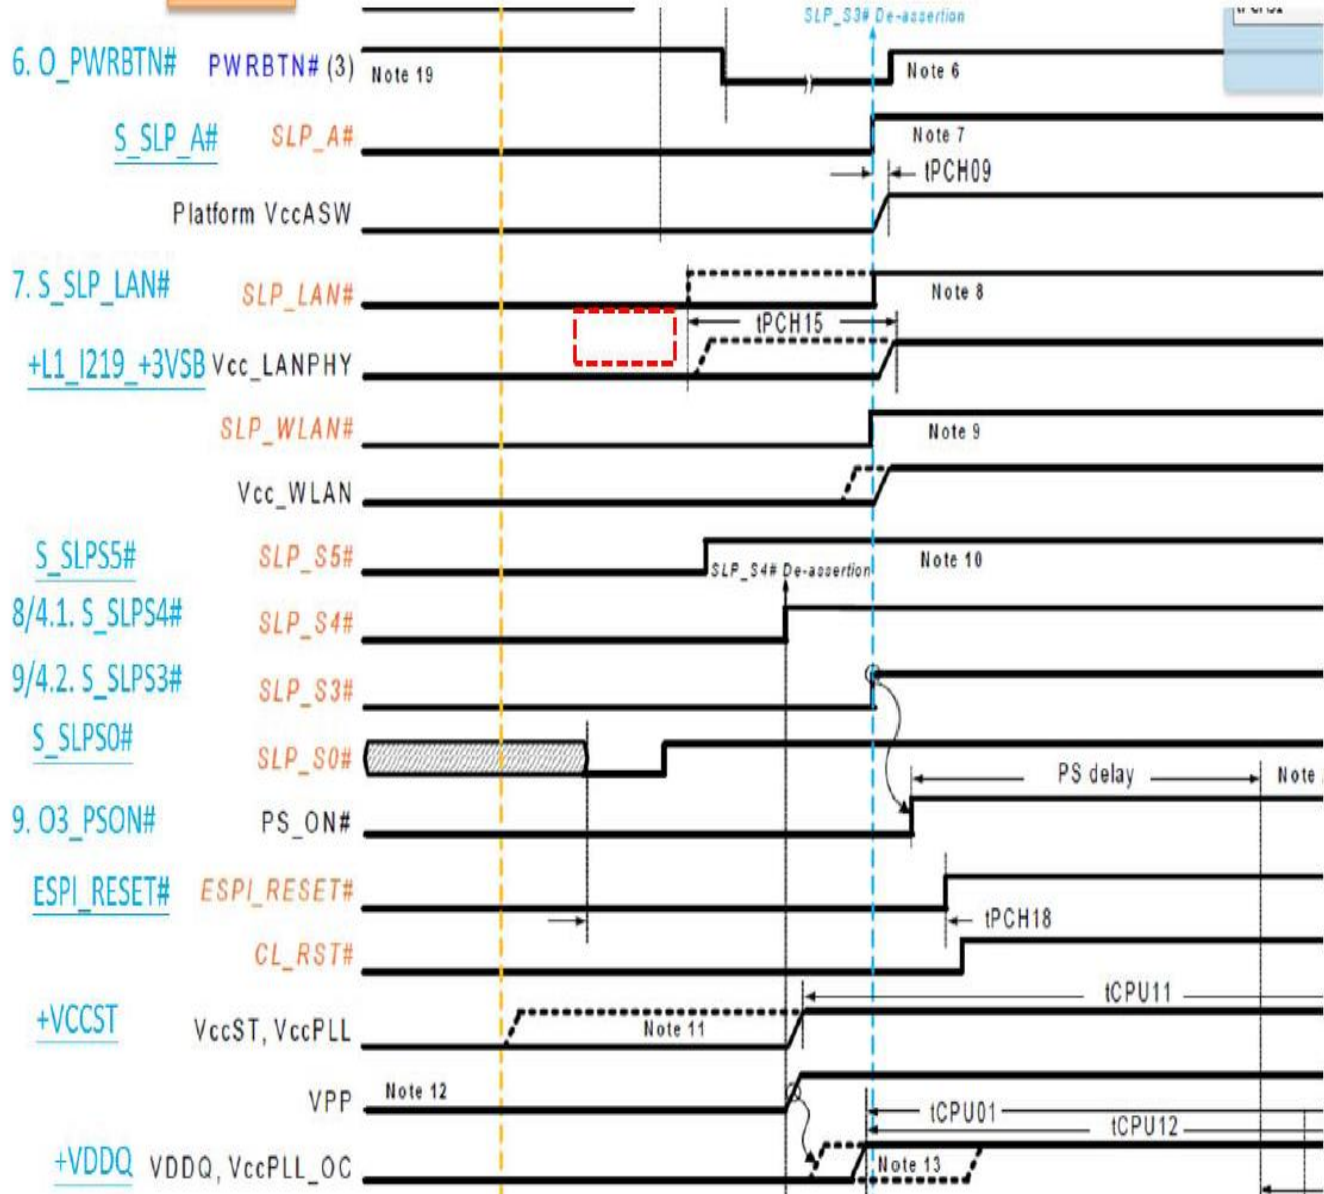 SLP_S3# De-assertion
6. O_PWRBTN# PWRBTN# (3) Note 19 Note 6
S_SLP_A# SLP_A# Note 7
tPCH09
Platform VccASW
7. S_SLP_LAN# SLP_LAN# Note 8
tPCH15
+L1_I219_+3VSB Vcc_LANPHY
SLP_WLAN# Note 9
Vcc_WLAN
S_SLPS5# SLP_S5# Note 10
SLP_S4# De-assertion
8/4.1. S_SLPS4# SLP_S4#
9/4.2. S_SLPS3# SLP_S3#
S_SLPS0# SLP_S0#
PS delay Note
9. O3_PSON# PS_ON#
ESPI_RESET# ESPI_RESET#
tPCH18
CL_RST#
tCPU11
+VCCST VccST, VccPLL Note 11
VPP Note 12
tCPU01
tCPU12
+VDDQ VDDQ, VccPLL_OC Note 13